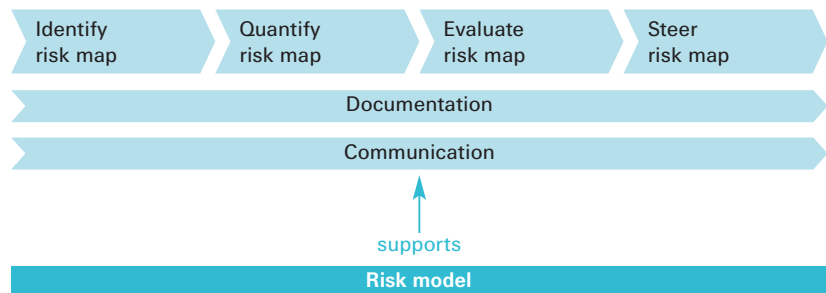 Identify
risk map
Quantify
risk map
Evaluate
risk map
Steer
risk map
Documentation
Communication
supports
Risk model